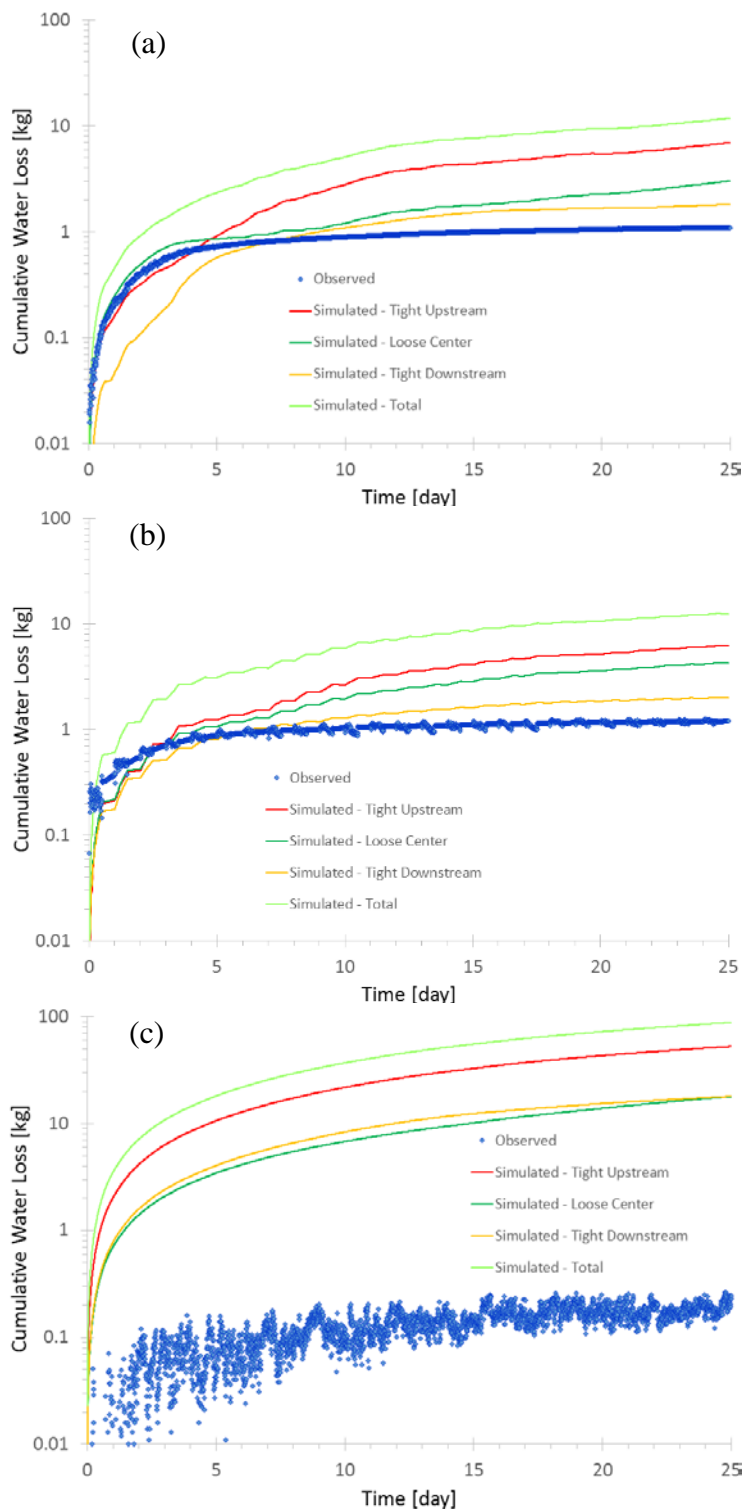 (a)
100
10
1
0.1
0.01
Cumulative Water Loss [kg]
Observed
Simulated - Tight Upstream
Simulated - Loose Center
Simulated - Tight Downstream
Simulated - Total
0 5 10 15 20 25
Time [day]
(b)
100
10
1
0.1
0.01
Cumulative Water Loss [kg]
Observed
Simulated - Tight Upstream
Simulated - Loose Center
Simulated - Tight Downstream
Simulated - Total
0 5 10 15 20 25
Time [day]
(c)
100
10
1
0.1
0.01
Cumulative Water Loss [kg]
Observed
Simulated - Tight Upstream
Simulated - Loose Center
Simulated - Tight Downstream
Simulated - Total
0 5 10 15 20 25
Time [day]